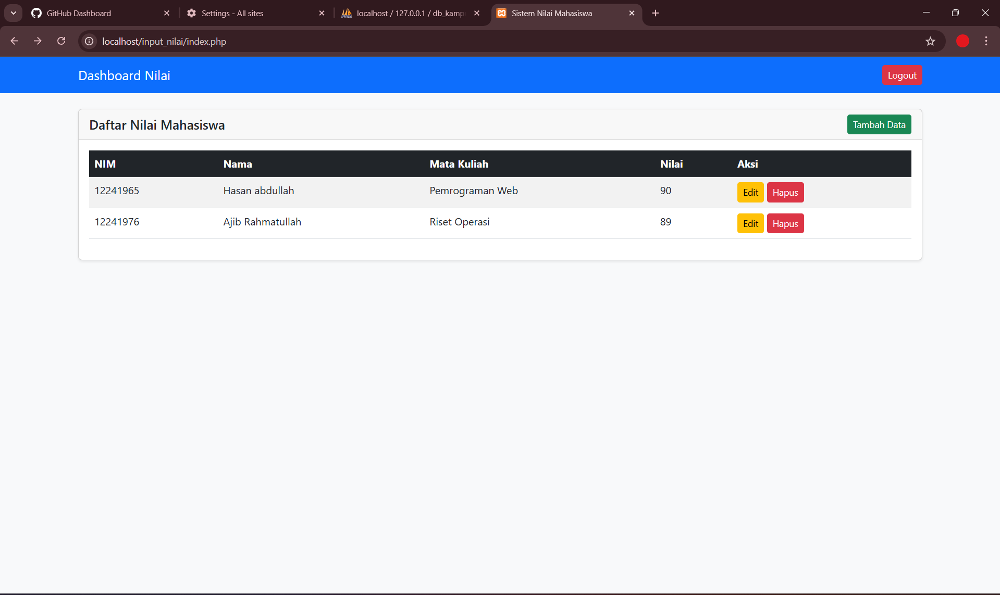 GitHub Dashboard
Settings - All sites
localhost / 127.0.0.1 / db_kamp
Sistem Nilai Mahasiswa
localhost/input_nilai/index.php
Dashboard Nilai
Logout
Daftar Nilai Mahasiswa
Tambah Data
NIM Nama Mata Kuliah Nilai Aksi
12241965 Hasan abdullah Pemrograman Web 90 Edit Hapus
12241976 Ajib Rahmatullah Riset Operasi 89 Edit Hapus